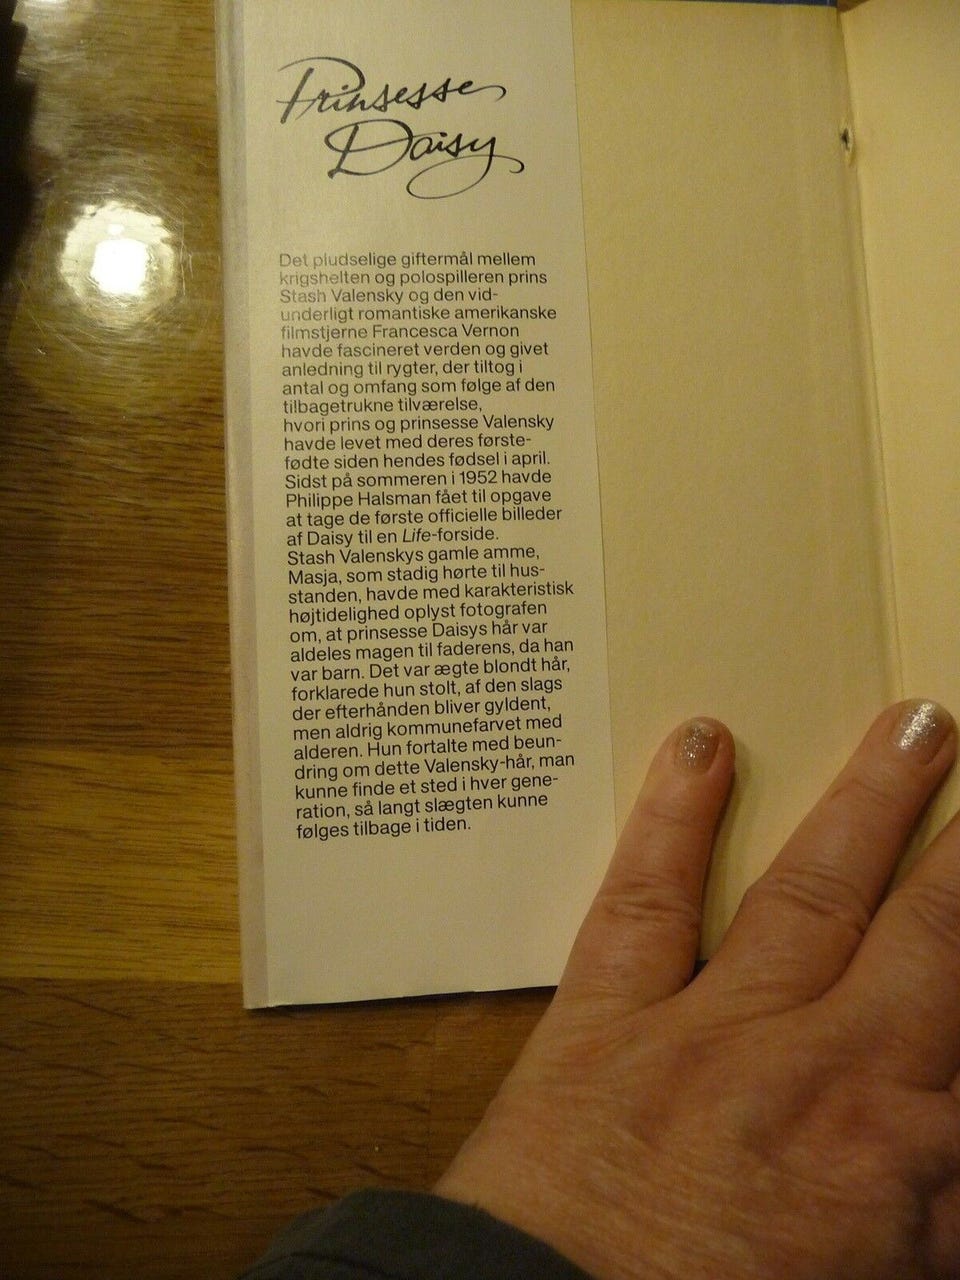 Prinsesse
Daisy
Det pludselige giftermål mellem
krigshelten og polospilleren prins
Stash Valensky og den vid-
underligt romantiske amerikanske
filmstjerne Francesca Vernon
havde fascineret verden og givet
anledning til rygter, der tiltog i
antal og omfang som følge af den
tilbagetrukne tilværelse,
hvori prins og prinsesse Valensky
havde levet med deres første-
fødte siden hendes fødsel i april.
Sidst på sommeren i 1952 havde
Philippe Halsman fået til opgave
at tage de første officielle billeder
af Daisy til en Life-forside.
Stash Valenskys gamle amme,
Masja, som stadig hørte til hus-
standen, havde med karakteristisk
højtidelighed oplyst fotografen
om, at prinsesse Daisys hår var
aldeles magen til faderens, da han
var barn. Det var ægte blondt hår,
forklarede hun stolt, af den slags
der efterhånden bliver gyldent,
men aldrig kommunefarvet med
alderen. Hun fortalte med beun-
dring om dette Valensky-hår, man
kunne finde et sted i hver gene-
ration, så langt slægten kunne
følges tilbage i tiden.